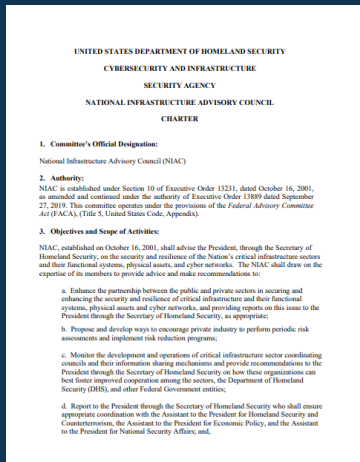 UNITED STATES DEPARTMENT OF HOMELAND SECURITY
CYBERSECURITY AND INFRASTRUCTURE
SECURITY AGENCY
NATIONAL INFRASTRUCTURE ADVISORY COUNCIL
CHARTER
1. Committee's Official Designation:
National Infrastructure Advisory Council (NIAC)
2. Authority:
NIAC is established under Section 10 of Executive Order 13231, dated October 16, 2001,
as amended and continued under the authority of Executive Order 13889 dated September
27, 2019. This committee operates under the provisions of the Federal Advisory Committee
Act (FACA), (Title 5, United States Code, Appendix).
3. Objectives and Scope of Activities:
NIAC, established on October 16, 2001, shall advise the President, through the Secretary of
Homeland Security, on the security and resilience of the Nation's critical infrastructure sectors
and their functional systems, physical assets, and cyber networks. The NIAC shall draw on the
expertise of its members to provide advice and make recommendations to:
a. Enhance the partnership between the public and private sectors in securing and
enhancing the security and resilience of critical infrastructure and their functional
systems, physical assets and cyber networks, and providing reports on this issue to the
President through the Secretary of Homeland Security, as appropriate;
b. Propose and develop ways to encourage private industry to perform periodic risk
assessments and implement risk reduction programs;
c. Monitor the development and operations of critical infrastructure sector coordinating
councils and their information sharing mechanisms and provide recommendations to the
President through the Secretary of Homeland Security on how these organizations can
best foster improved cooperation among the sectors, the Department of Homeland
Security (DHS), and other Federal Government entities;
d. Report to the President through the Secretary of Homeland Security who shall ensure
appropriate coordination with the Assistant to the President for Homeland Security and
Counterterrorism, the Assistant to the President for Economic Policy, and the Assistant
to the President for National Security Affairs; and,